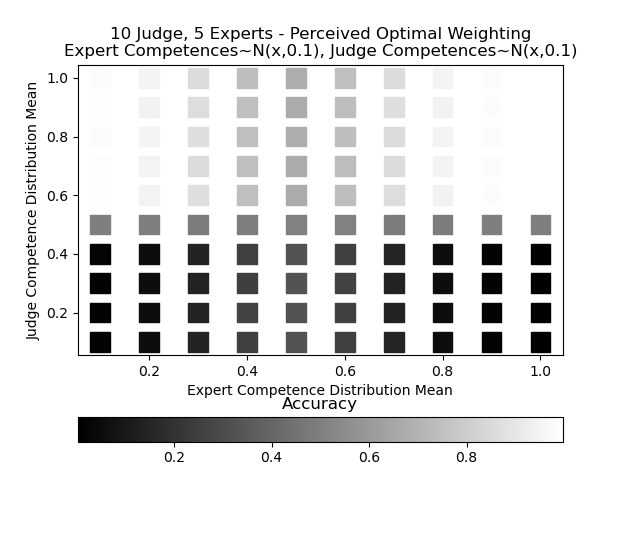 10 Judge, 5 Experts - Perceived Optimal Weighting
Expert Competences~N(x,0.1), Judge Competences~N(x,0.1)
Judge Competence Distribution Mean
1.0
0.8
0.6
0.4
0.2
0.2 0.4 0.6 0.8 1.0
Expert Competence Distribution Mean
Accuracy
0.2 0.4 0.6 0.8